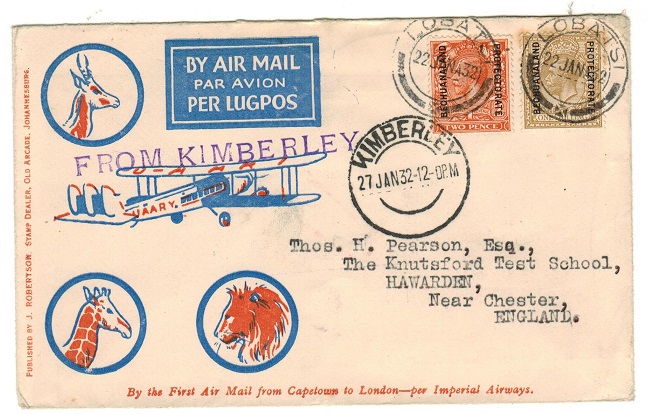 BY AIR MAIL
PAR AVION
PER LUGPOS
LOBATSI
22 JAN 32
BECHUANALAND
PROTECTORATE
TWO PENCE
LOBATSI
22 JAN 32
BECHUANALAND
PROTECTORATE
FROM KIMBERLEY
KIMBERLEY
27 JAN 32-12-0PM
UAARY.
Thos. H. Pearson, Esq.,
The Knutsford Test School,
HAWARDEN,
Near Chester,
ENGLAND.
PUBLISHED BY J. ROBERTSON, STAMP DEALER, OLD ARCADE, JOHANNESBURG.
By the First Air Mail from Capetown to London—per Imperial Airways.